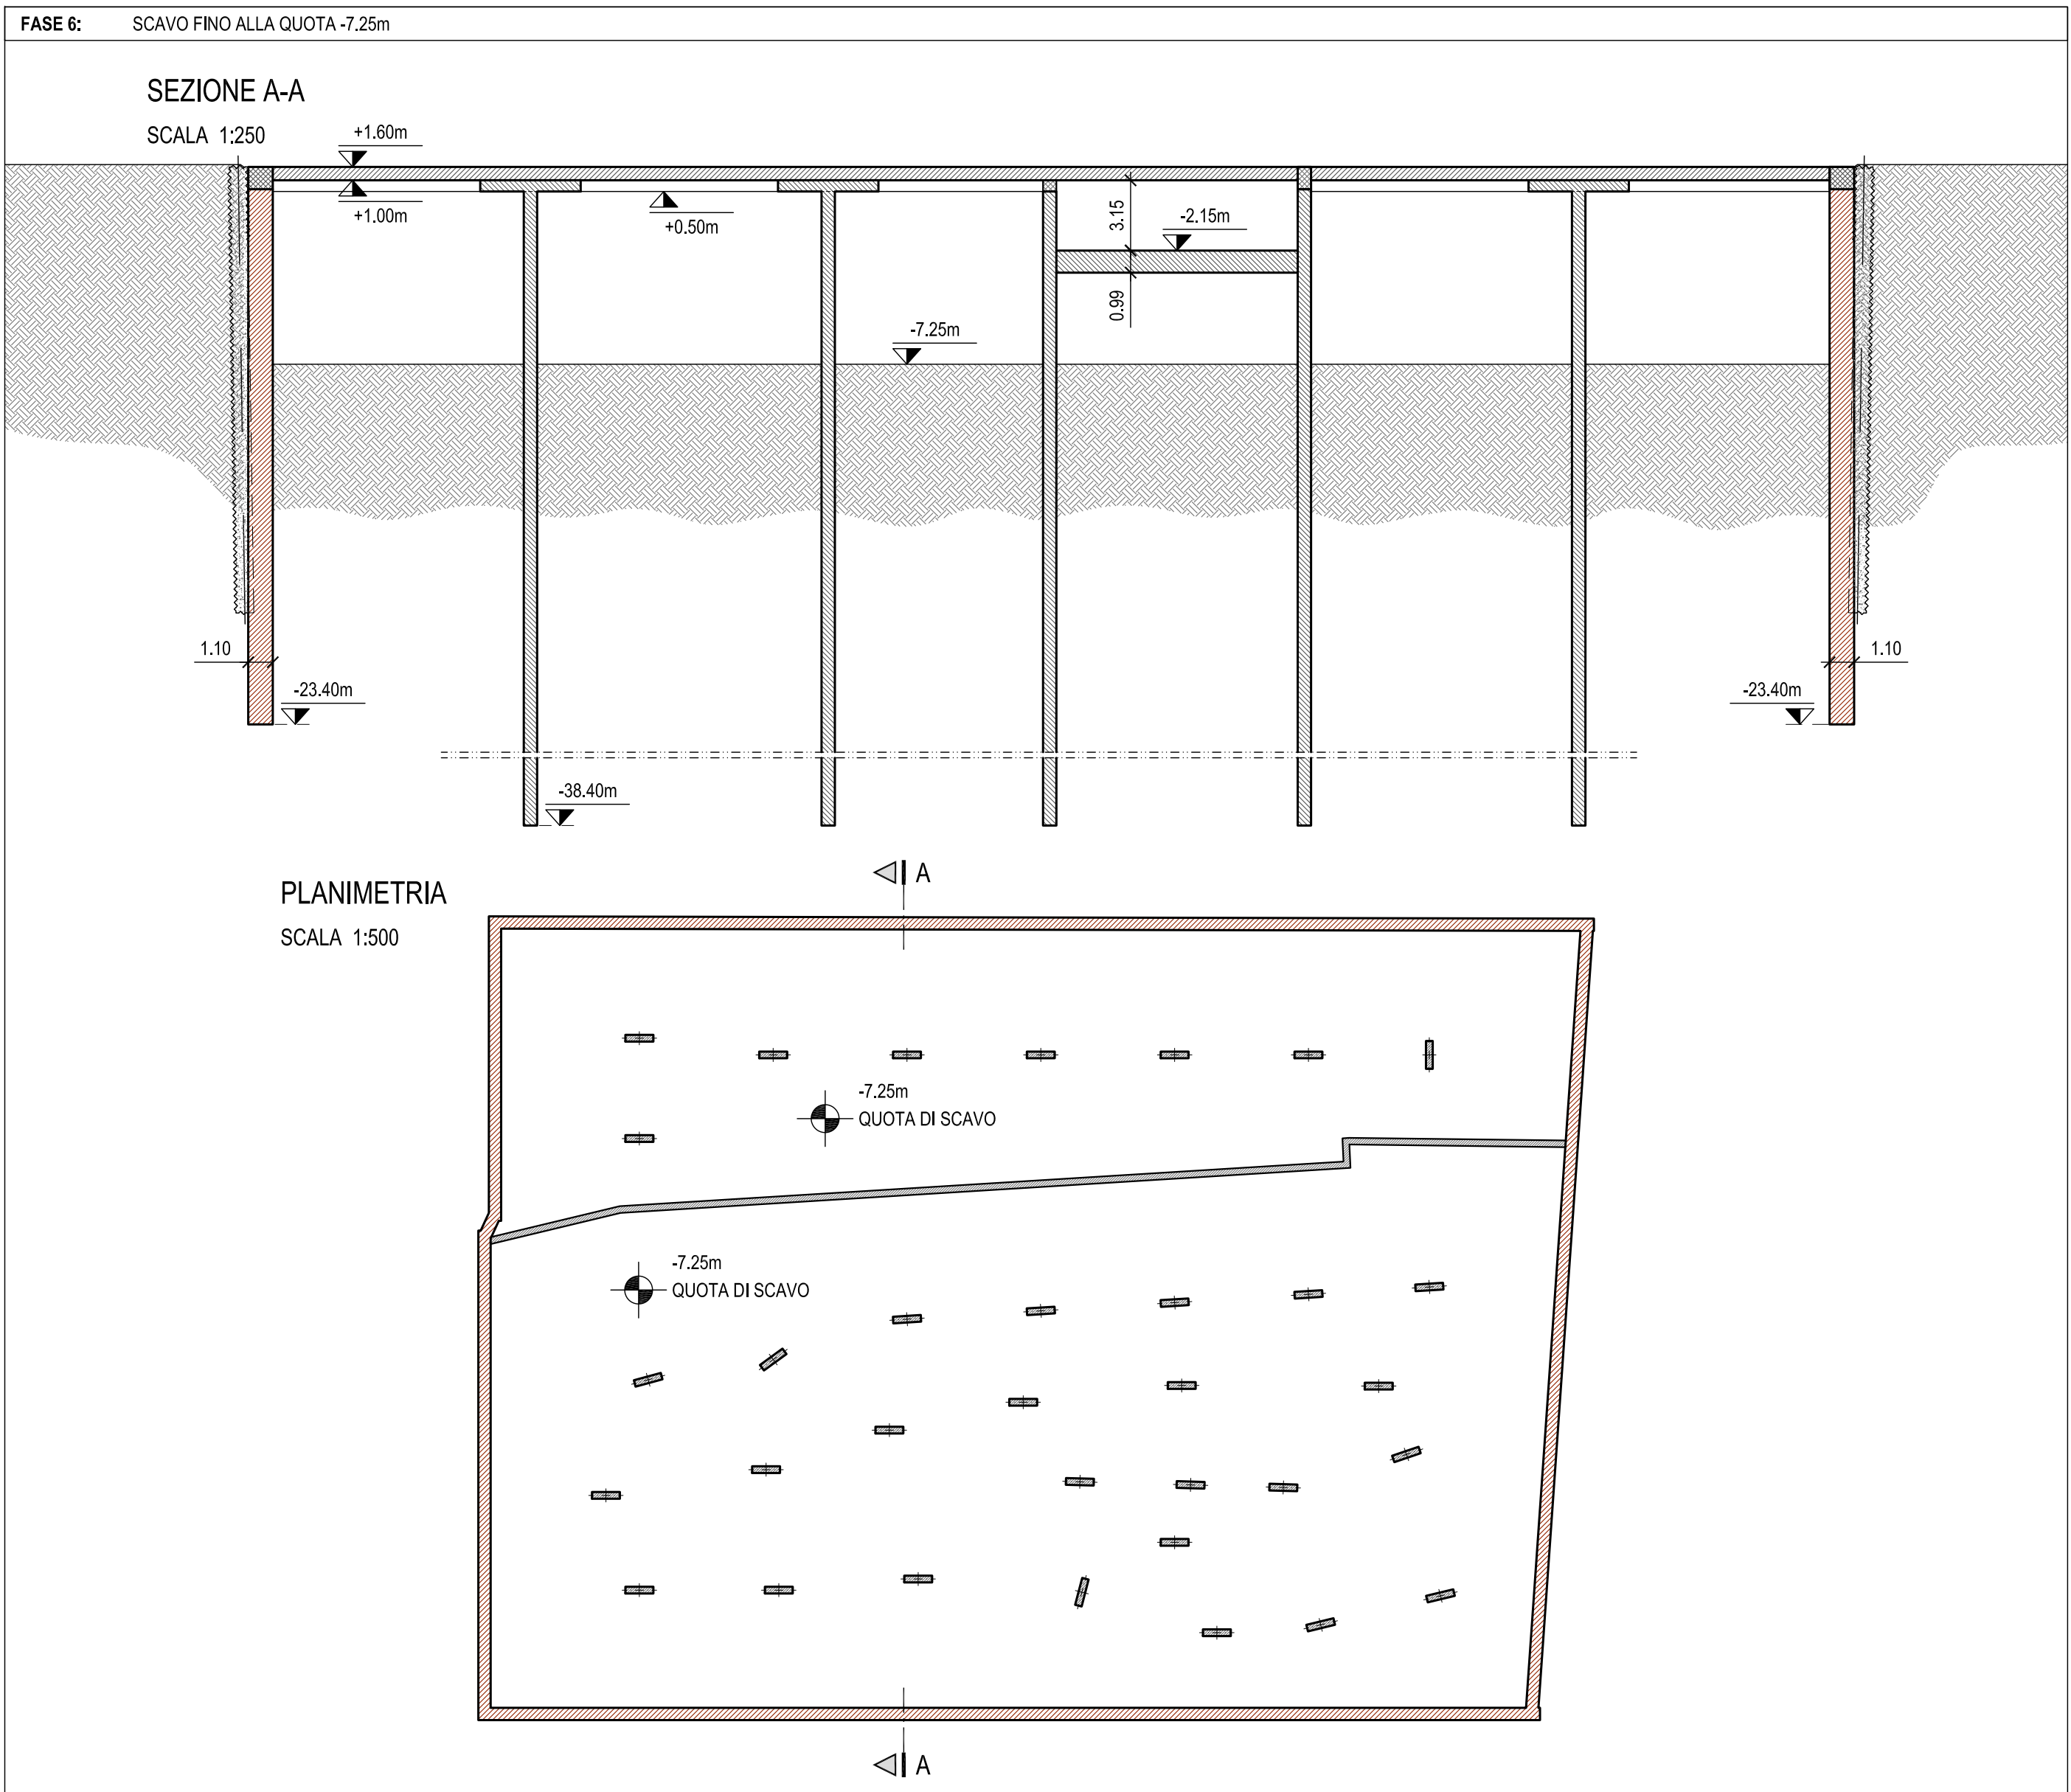 FASE 6: SCAVO FINO ALLA QUOTA -7.25m
SEZIONE A-A
SCALA 1:250
+1.60m
+1.00m
+0.50m
3.15
-2.15m
0.99
-7.25m
1.10
1.10
-23.40m
-23.40m
-38.40m
A
PLANIMETRIA
SCALA 1:500
-7.25m
QUOTA DI SCAVO
-7.25m
QUOTA DI SCAVO
A